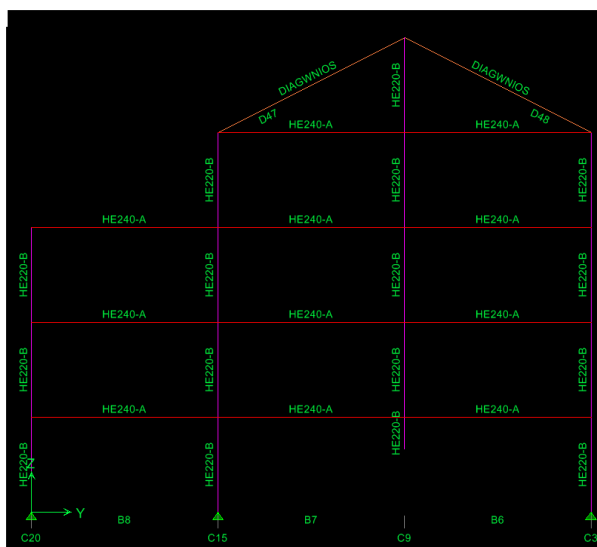 DIAGWNIOS HE220-B DIAGWNIOS
D47 D48
HE240-A HE240-A
HE220-B HE220-B HE220-B
HE240-A HE240-A HE240-A
HE220-B HE220-B HE220-B HE220-B
HE240-A HE240-A HE240-A
HE220-B HE220-B HE220-B HE220-B
HE240-A HE240-A HE240-A
HE220-B HE220-B HE220-B HE220-B
Z
Y
B8 B7 B6
C20 C15 C9 C3